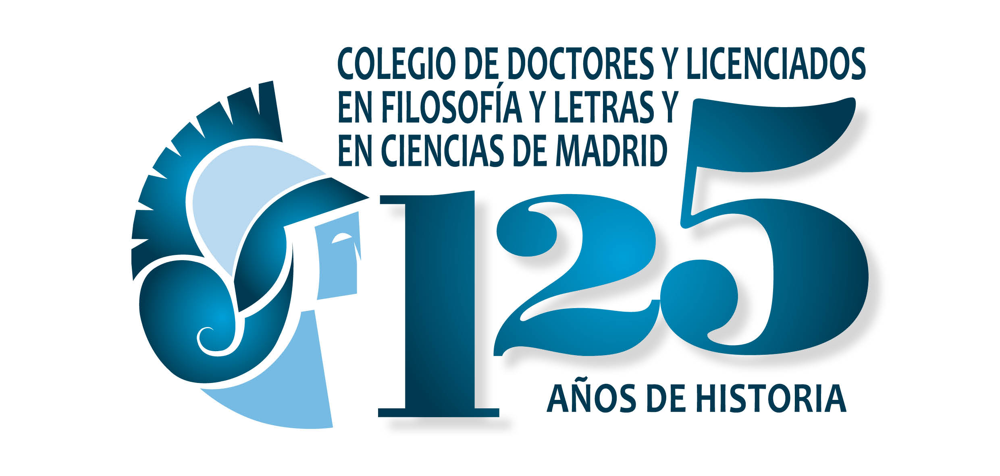 COLEGIO DE DOCTORES Y LICENCIADOS
EN FILOSOFÍA Y LETRAS Y
EN CIENCIAS DE MADRID
125
AÑOS DE HISTORIA